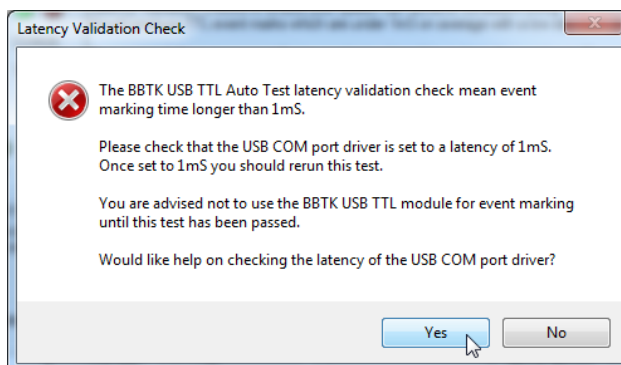 Latency Validation Check
The BBTK USB TTL Auto Test latency validation check mean event
marking time longer than 1mS.
Please check that the USB COM port driver is set to a latency of 1mS.
Once set to 1mS you should rerun this test.
You are advised not to use the BBTK USB TTL module for event marking
until this test has been passed.
Would like help on checking the latency of the USB COM port driver?
Yes
No